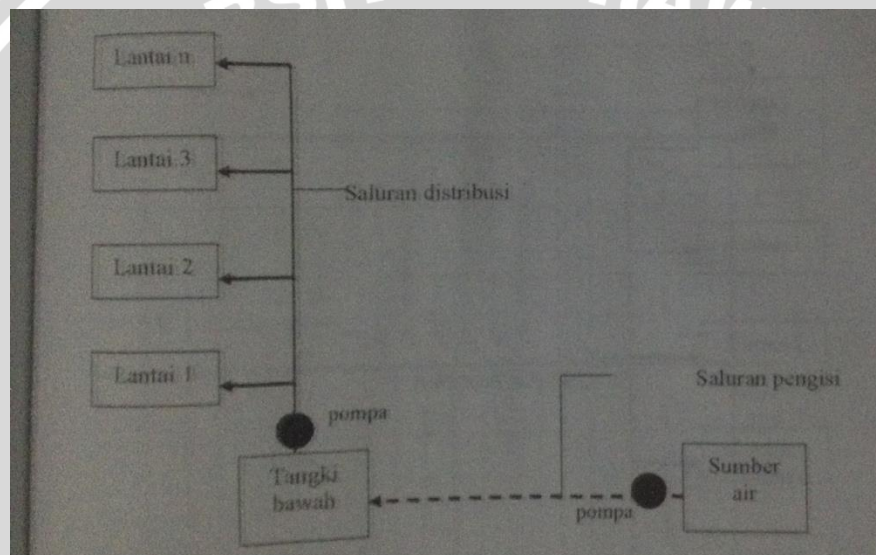 Lantai n
Lantai 3
Saluran distribusi
Lantai 2
Lantai 1
Saluran pengisi
pompa
Tangki
bawah
Sumber
air
pompa